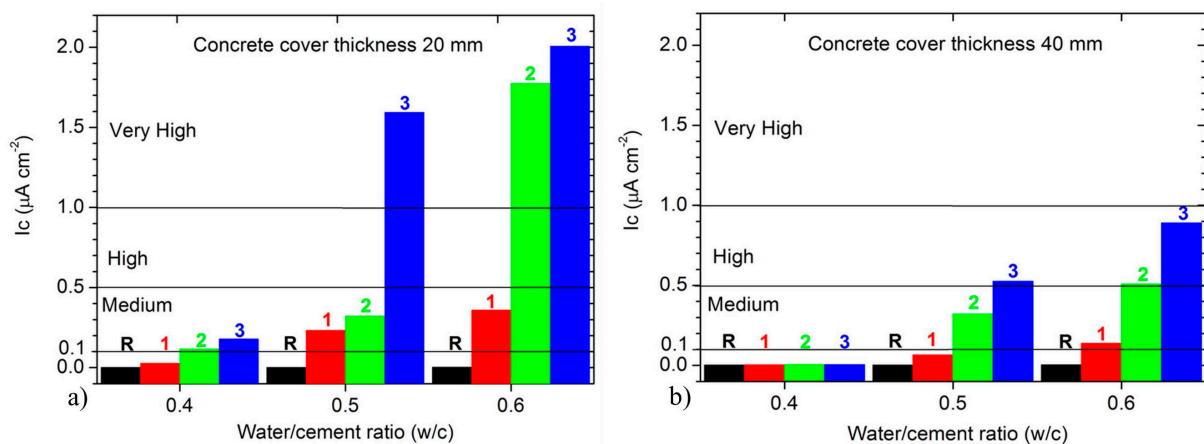 Concrete cover thickness 20 mm
2.0
1.5
1.0
0.5
0.1
0.0
Ic (μA cm⁻²)
Very High
High
Medium
R 1 2 3
R 1 2 3
R 1 2 3
0.4 0.5 0.6
Water/cement ratio (w/c)
a)
Concrete cover thickness 40 mm
2.0
1.5
1.0
0.5
0.1
0.0
Ic (μA cm⁻²)
Very High
High
Medium
R 1 2 3
R 1 2 3
R 1 2 3
0.4 0.5 0.6
Water/cement ratio (w/c)
b)